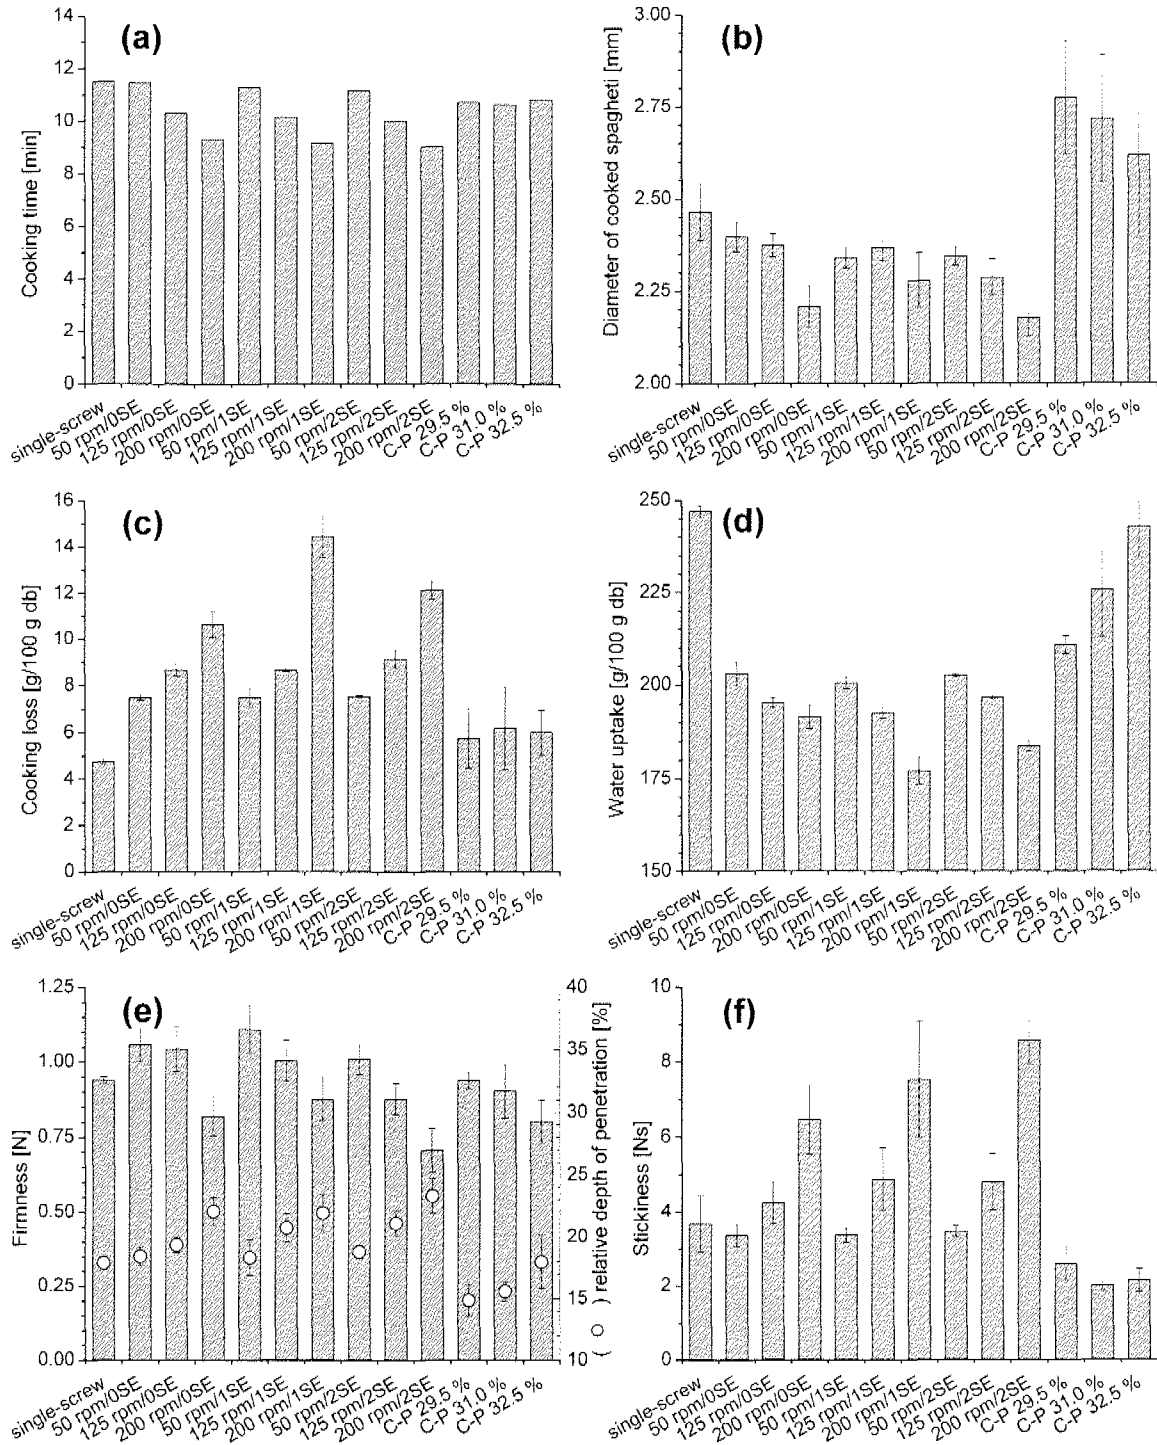 (a)
Cooking time [min]
14
12
10
8
6
4
2
0
single-screw
50 rpm/0SE
125 rpm/0SE
200 rpm/0SE
50 rpm/1SE
125 rpm/1SE
200 rpm/1SE
50 rpm/2SE
125 rpm/2SE
200 rpm/2SE
C-P 29.5 %
C-P 31.0 %
C-P 32.5 %
(b)
Diameter of cooked spagheti [mm]
3.00
2.75
2.50
2.25
2.00
single-screw
50 rpm/0SE
125 rpm/0SE
200 rpm/0SE
50 rpm/1SE
125 rpm/1SE
200 rpm/1SE
50 rpm/2SE
125 rpm/2SE
200 rpm/2SE
C-P 29.5 %
C-P 31.0 %
C-P 32.5 %
(c)
Cooking loss [g/100 g db]
16
14
12
10
8
6
4
2
0
single-screw
50 rpm/0SE
125 rpm/0SE
200 rpm/0SE
50 rpm/1SE
125 rpm/1SE
200 rpm/1SE
50 rpm/2SE
125 rpm/2SE
200 rpm/2SE
C-P 29.5 %
C-P 31.0 %
C-P 32.5 %
(d)
Water uptake [g/100 g db]
250
225
200
175
150
single-screw
50 rpm/0SE
125 rpm/0SE
200 rpm/0SE
50 rpm/1SE
125 rpm/1SE
200 rpm/1SE
50 rpm/2SE
125 rpm/2SE
200 rpm/2SE
C-P 29.5 %
C-P 31.0 %
C-P 32.5 %
(e)
Firmness [N]
1.25
1.00
0.75
0.50
0.25
0.00
40
35
30
25
20
15
10
( ○ ) relative depth of penetration [%]
single-screw
50 rpm/0SE
125 rpm/0SE
200 rpm/0SE
50 rpm/1SE
125 rpm/1SE
200 rpm/1SE
50 rpm/2SE
125 rpm/2SE
200 rpm/2SE
C-P 29.5 %
C-P 31.0 %
C-P 32.5 %
(f)
Stickiness [Ns]
10
8
6
4
2
0
single-screw
50 rpm/0SE
125 rpm/0SE
200 rpm/0SE
50 rpm/1SE
125 rpm/1SE
200 rpm/1SE
50 rpm/2SE
125 rpm/2SE
200 rpm/2SE
C-P 29.5 %
C-P 31.0 %
C-P 32.5 %